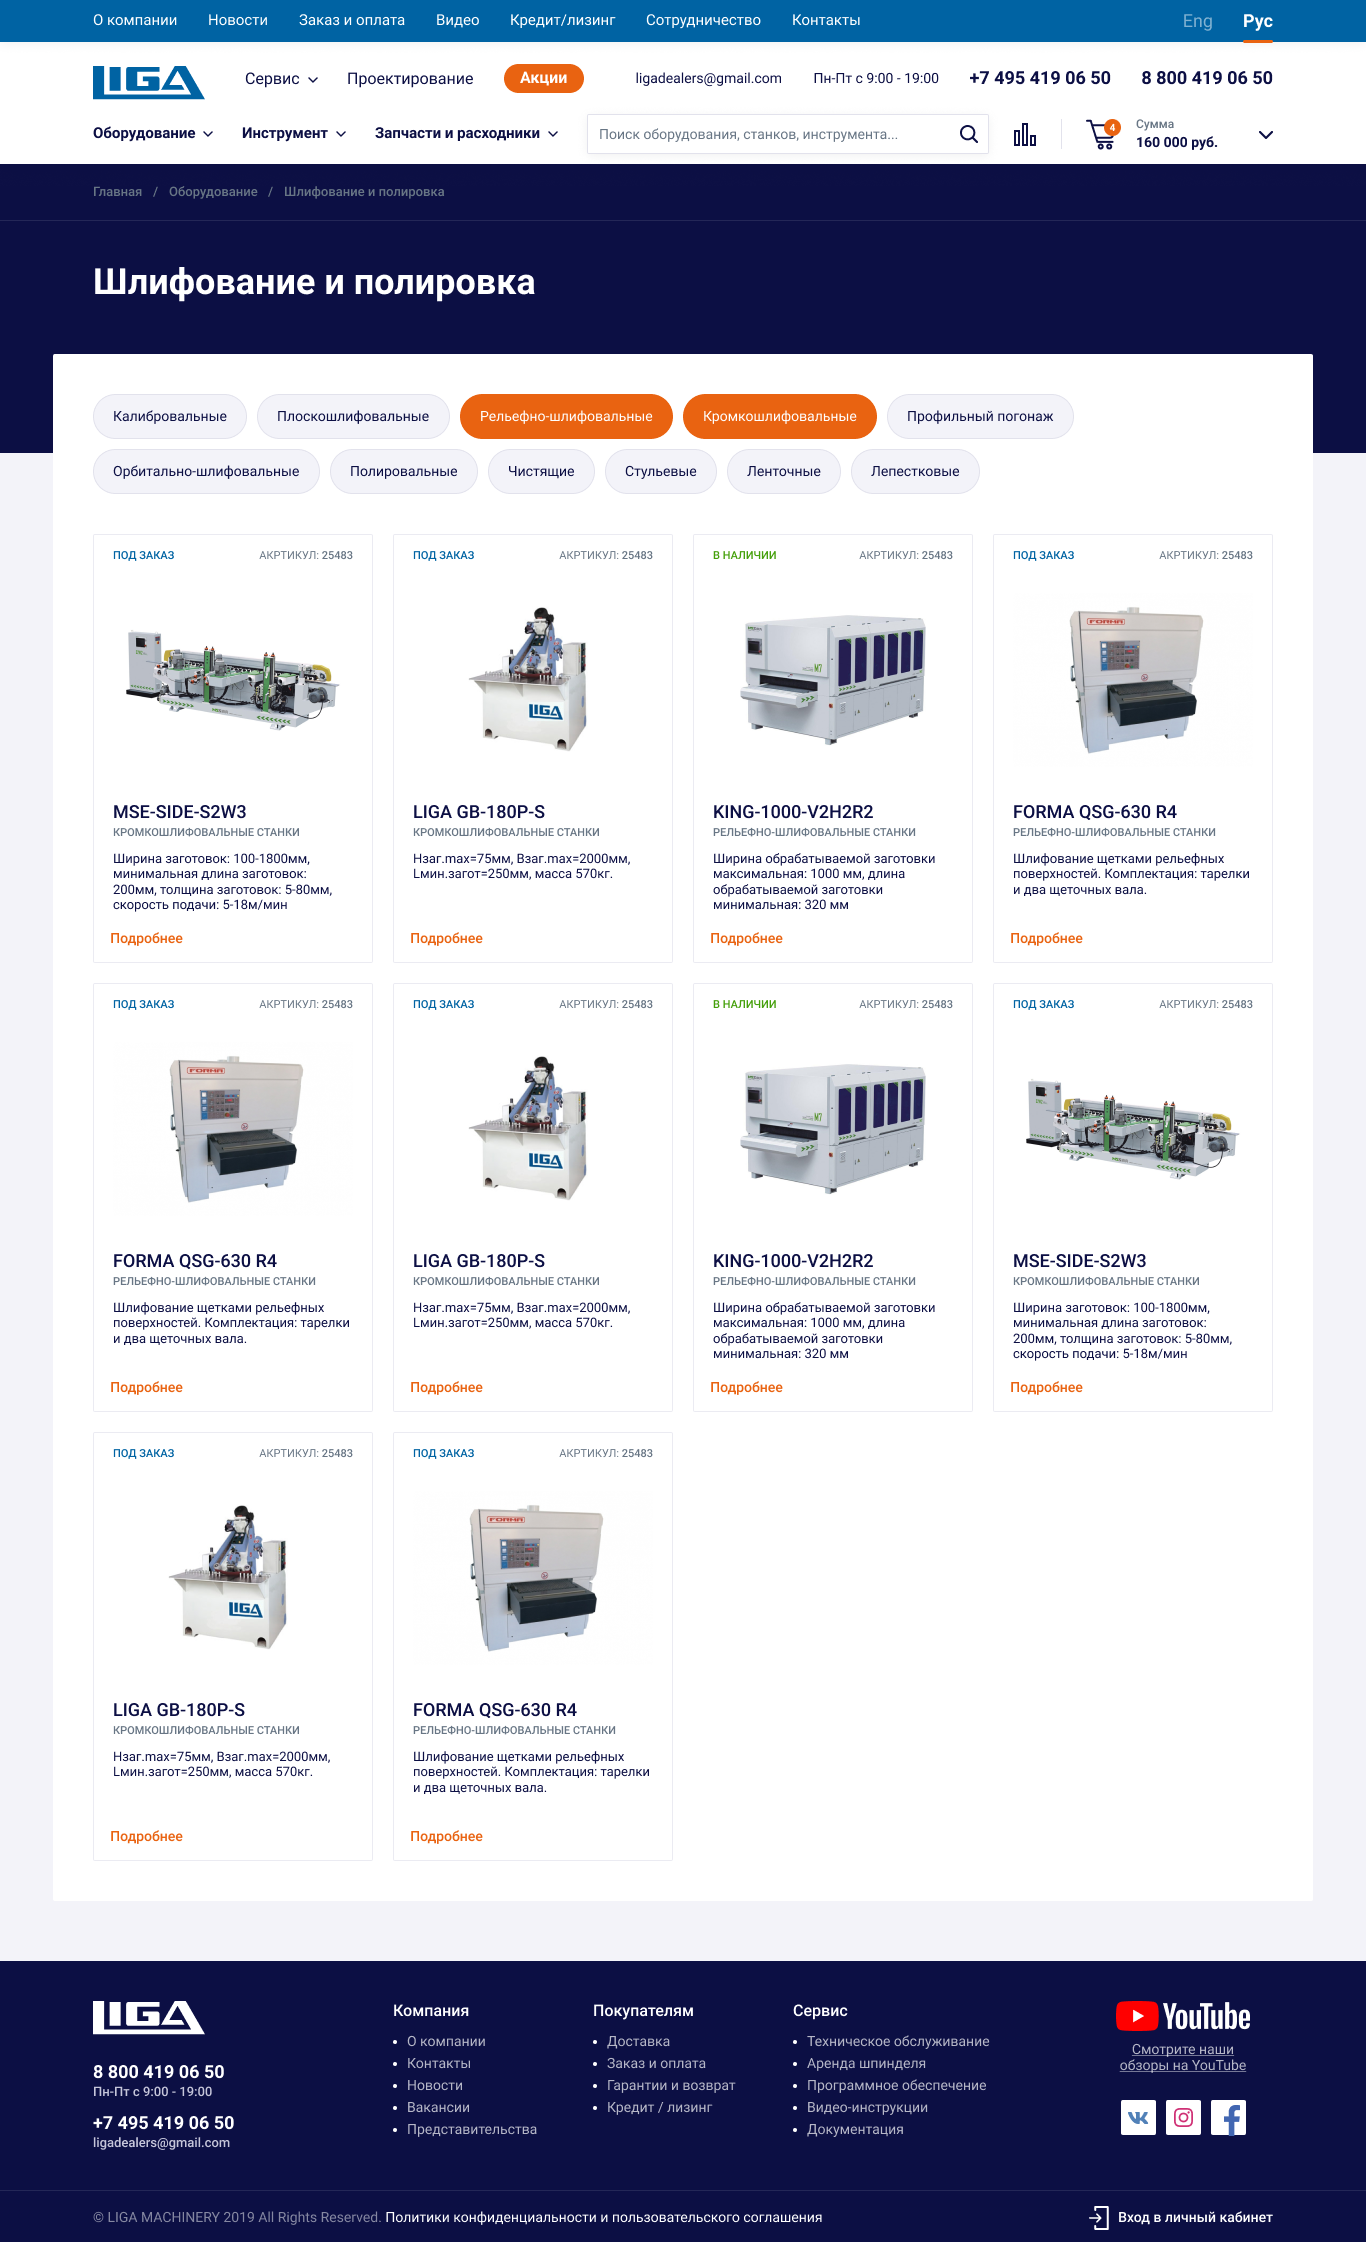 О компании Новости Заказ и оплата Видео Кредит/лизинг Сотрудничество Контакты Eng Рус
LIGA Сервис Проектирование Акции ligadealers@gmail.com Пн-Пт с 9:00 - 19:00 +7 495 419 06 50 8 800 419 06 50
Оборудование Инструмент Запчасти и расходники Поиск оборудования, станков, инструмента... 4 Сумма
160 000 руб.
Главная / Оборудование / Шлифование и полировка
Шлифование и полировка
Калибровальные Плоскошлифовальные Рельефно-шлифовальные Кромкошлифовальные Профильный погонаж
Орбитально-шлифовальные Полировальные Чистящие Стульевые Ленточные Лепестковые
ПОД ЗАКАЗ АКРТИКУЛ: 25483
MSE-SIDE-S2W3
КРОМКОШЛИФОВАЛЬНЫЕ СТАНКИ
Ширина заготовок: 100-1800мм,
минимальная длина заготовок:
200мм, толщина заготовок: 5-80мм,
скорость подачи: 5-18м/мин
Подробнее
ПОД ЗАКАЗ АКРТИКУЛ: 25483
LIGA
LIGA GB-180P-S
КРОМКОШЛИФОВАЛЬНЫЕ СТАНКИ
Hзаг.max=75мм, Bзаг.max=2000мм,
Lмин.загот=250мм, масса 570кг.
Подробнее
В НАЛИЧИИ АКРТИКУЛ: 25483
M7
KING-1000-V2H2R2
РЕЛЬЕФНО-ШЛИФОВАЛЬНЫЕ СТАНКИ
Ширина обрабатываемой заготовки
максимальная: 1000 мм, длина
обрабатываемой заготовки
минимальная: 320 мм
Подробнее
ПОД ЗАКАЗ АКРТИКУЛ: 25483
FORMA
FORMA QSG-630 R4
РЕЛЬЕФНО-ШЛИФОВАЛЬНЫЕ СТАНКИ
Шлифование щетками рельефных
поверхностей. Комплектация: тарелки
и два щеточных вала.
Подробнее
ПОД ЗАКАЗ АКРТИКУЛ: 25483
FORMA
FORMA QSG-630 R4
РЕЛЬЕФНО-ШЛИФОВАЛЬНЫЕ СТАНКИ
Шлифование щетками рельефных
поверхностей. Комплектация: тарелки
и два щеточных вала.
Подробнее
ПОД ЗАКАЗ АКРТИКУЛ: 25483
LIGA
LIGA GB-180P-S
КРОМКОШЛИФОВАЛЬНЫЕ СТАНКИ
Hзаг.max=75мм, Bзаг.max=2000мм,
Lмин.загот=250мм, масса 570кг.
Подробнее
В НАЛИЧИИ АКРТИКУЛ: 25483
M7
KING-1000-V2H2R2
РЕЛЬЕФНО-ШЛИФОВАЛЬНЫЕ СТАНКИ
Ширина обрабатываемой заготовки
максимальная: 1000 мм, длина
обрабатываемой заготовки
минимальная: 320 мм
Подробнее
ПОД ЗАКАЗ АКРТИКУЛ: 25483
MSE-SIDE-S2W3
КРОМКОШЛИФОВАЛЬНЫЕ СТАНКИ
Ширина заготовок: 100-1800мм,
минимальная длина заготовок:
200мм, толщина заготовок: 5-80мм,
скорость подачи: 5-18м/мин
Подробнее
ПОД ЗАКАЗ АКРТИКУЛ: 25483
LIGA
LIGA GB-180P-S
КРОМКОШЛИФОВАЛЬНЫЕ СТАНКИ
Hзаг.max=75мм, Bзаг.max=2000мм,
Lмин.загот=250мм, масса 570кг.
Подробнее
ПОД ЗАКАЗ АКРТИКУЛ: 25483
FORMA
FORMA QSG-630 R4
РЕЛЬЕФНО-ШЛИФОВАЛЬНЫЕ СТАНКИ
Шлифование щетками рельефных
поверхностей. Комплектация: тарелки
и два щеточных вала.
Подробнее
LIGA
8 800 419 06 50
Пн-Пт с 9:00 - 19:00
+7 495 419 06 50
ligadealers@gmail.com
Компания
О компании
Контакты
Новости
Вакансии
Представительства
Покупателям
Доставка
Заказ и оплата
Гарантии и возврат
Кредит / лизинг
Сервис
Техническое обслуживание
Аренда шпинделя
Программное обеспечение
Видео-инструкции
Документация
YouTube
Смотрите наши
обзоры на YouTube
© LIGA MACHINERY 2019 All Rights Reserved. Политики конфиденциальности и пользовательского соглашения Вход в личный кабинет